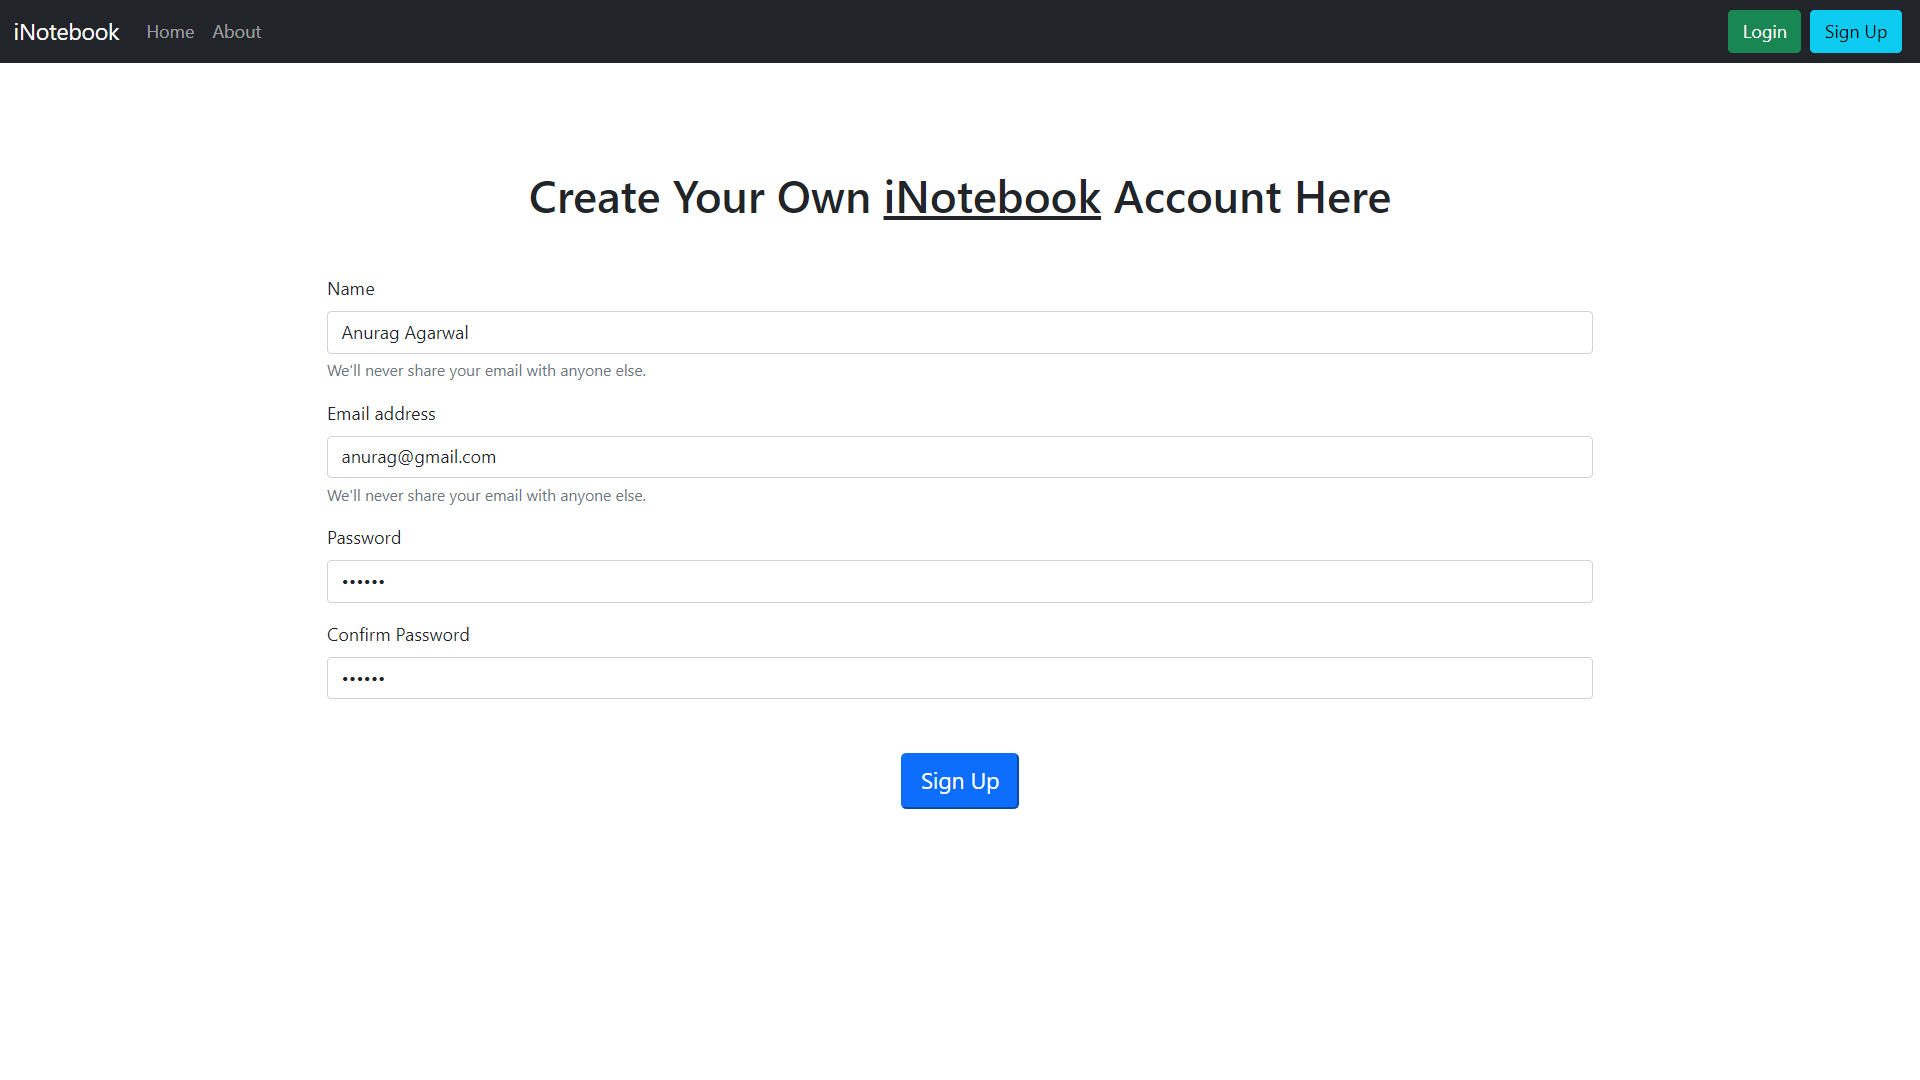 iNotebook Home About Login Sign Up
Create Your Own iNotebook Account Here
Name
Anurag Agarwal
We'll never share your email with anyone else.
Email address
anurag@gmail.com
We'll never share your email with anyone else.
Password
••••••
Confirm Password
••••••
Sign Up